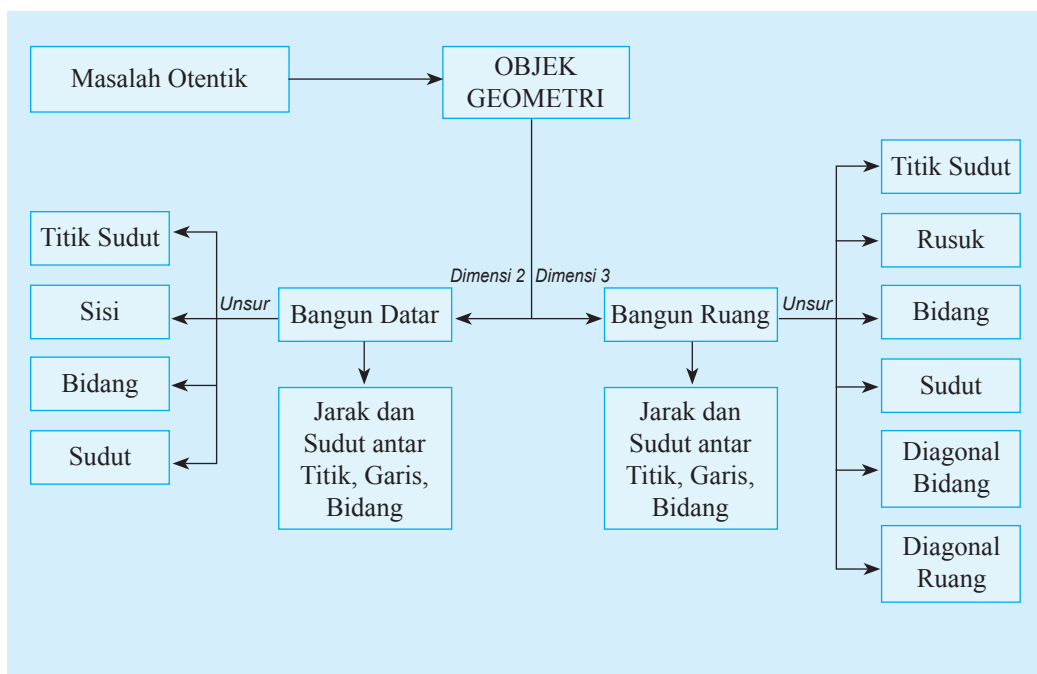 Masalah Otentik
OBJEK
GEOMETRI
Titik Sudut
Sisi
Bidang
Sudut
Unsur
Dimensi 2
Dimensi 3
Bangun Datar
Bangun Ruang
Unsur
Jarak dan
Sudut antar
Titik, Garis,
Bidang
Jarak dan
Sudut antar
Titik, Garis,
Bidang
Titik Sudut
Rusuk
Bidang
Sudut
Diagonal
Bidang
Diagonal
Ruang